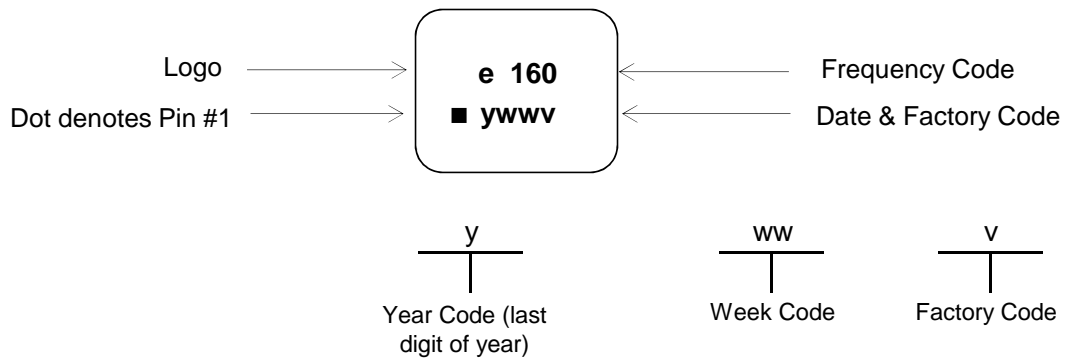 Logo
e 160
Frequency Code
Dot denotes Pin #1
■ ywwv
Date & Factory Code
y
ww
v
Year Code (last
digit of year)
Week Code
Factory Code